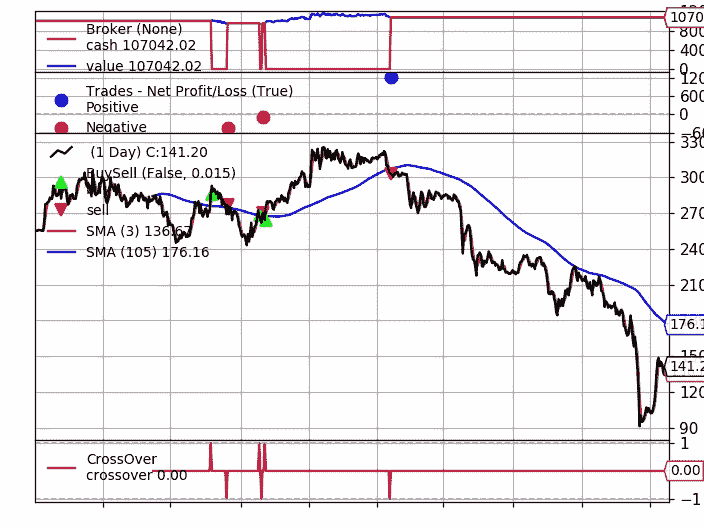 Broker (None)
cash 107042.02
value 107042.02
1070
800
400
0
Trades - Net Profit/Loss (True)
Positive
Negative
120
600
0
(1 Day) C:141.20
BuySell (False, 0.015)
sell
SMA (3) 136.67
SMA (105) 176.16
330
300
270
240
210
176.1
150
141.2
120
90
CrossOver
crossover 0.00
1
0.00
−1